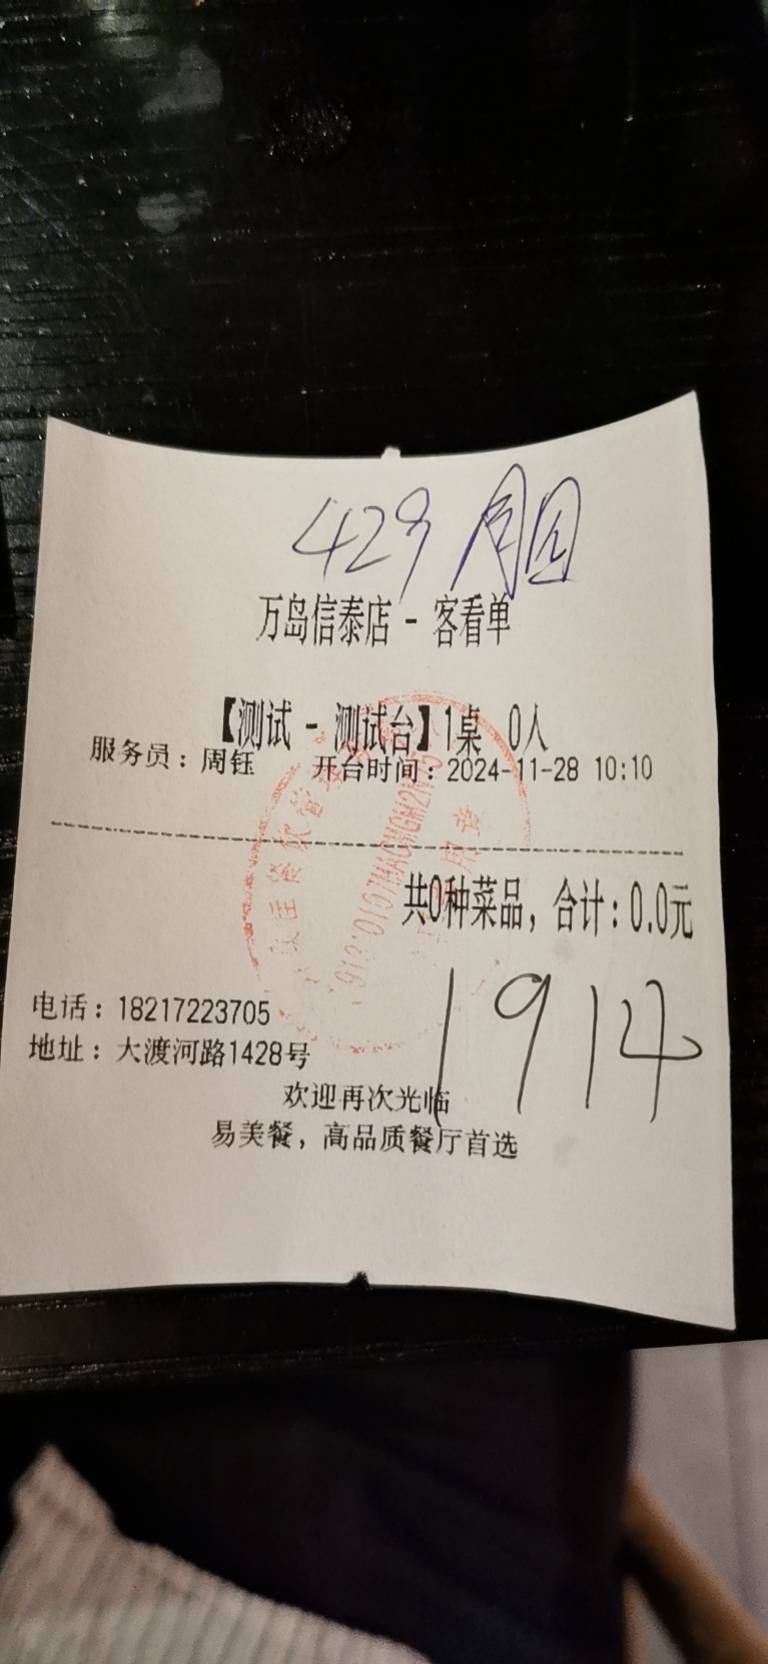 429 月圆
万岛信泰店 - 客看单
【测试 - 测试台】1桌 0人
服务员：周钰 开台时间：2024-11-28 10:10
共0种菜品，合计：0.0元
1914
电话：18217223705
地址：大渡河路1428号
欢迎再次光临
易美餐，高品质餐厅首选